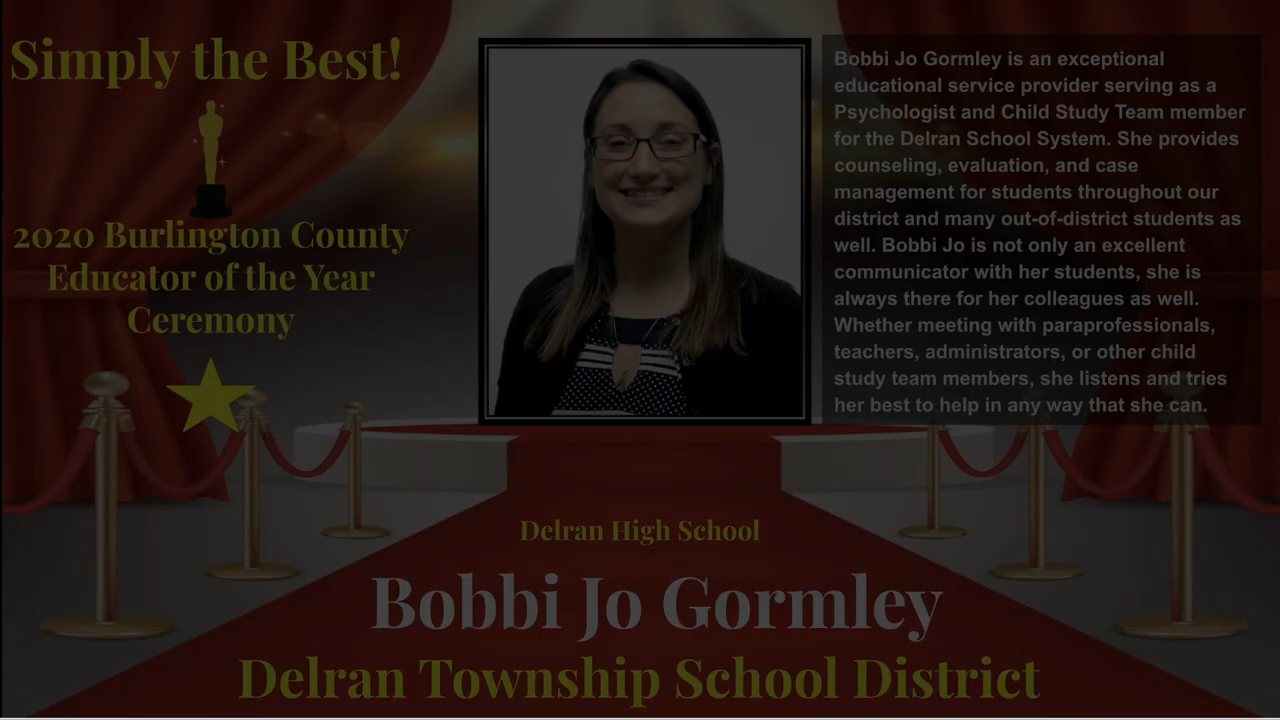 Simply the Best!
2020 Burlington County
Educator of the Year
Ceremony
Bobbi Jo Gormley is an exceptional
educational service provider serving as a
Psychologist and Child Study Team member
for the Delran School System. She provides
counseling, evaluation, and case
management for students throughout our
district and many out-of-district students as
well. Bobbi Jo is not only an excellent
communicator with her students, she is
always there for her colleagues as well.
Whether meeting with paraprofessionals,
teachers, administrators, or other child
study team members, she listens and tries
her best to help in any way that she can.
Delran High School
Bobbi Jo Gormley
Delran Township School District